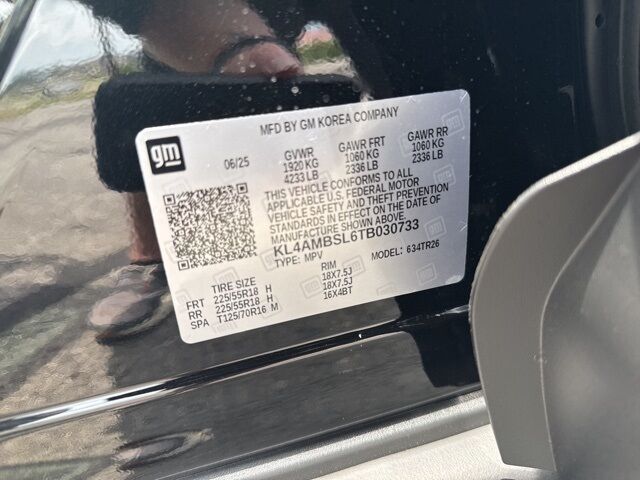 MFD BY GM KOREA COMPANY
gm
06/25 GVWR GAWR FRT GAWR RR
1920 KG 1060 KG 1060 KG
4233 LB 2336 LB 2336 LB
THIS VEHICLE CONFORMS TO ALL
APPLICABLE U.S. FEDERAL MOTOR
VEHICLE SAFETY AND THEFT PREVENTION
STANDARDS IN EFFECT ON THE DATE OF
MANUFACTURE SHOWN ABOVE.
KL4AMBSL6TB030733
TYPE: MPV MODEL: 634TR26
TIRE SIZE RIM
FRT 225/55R18 H 18X7.5J
RR 225/55R18 H 18X7.5J
SPA T125/70R16 M 16X4BT